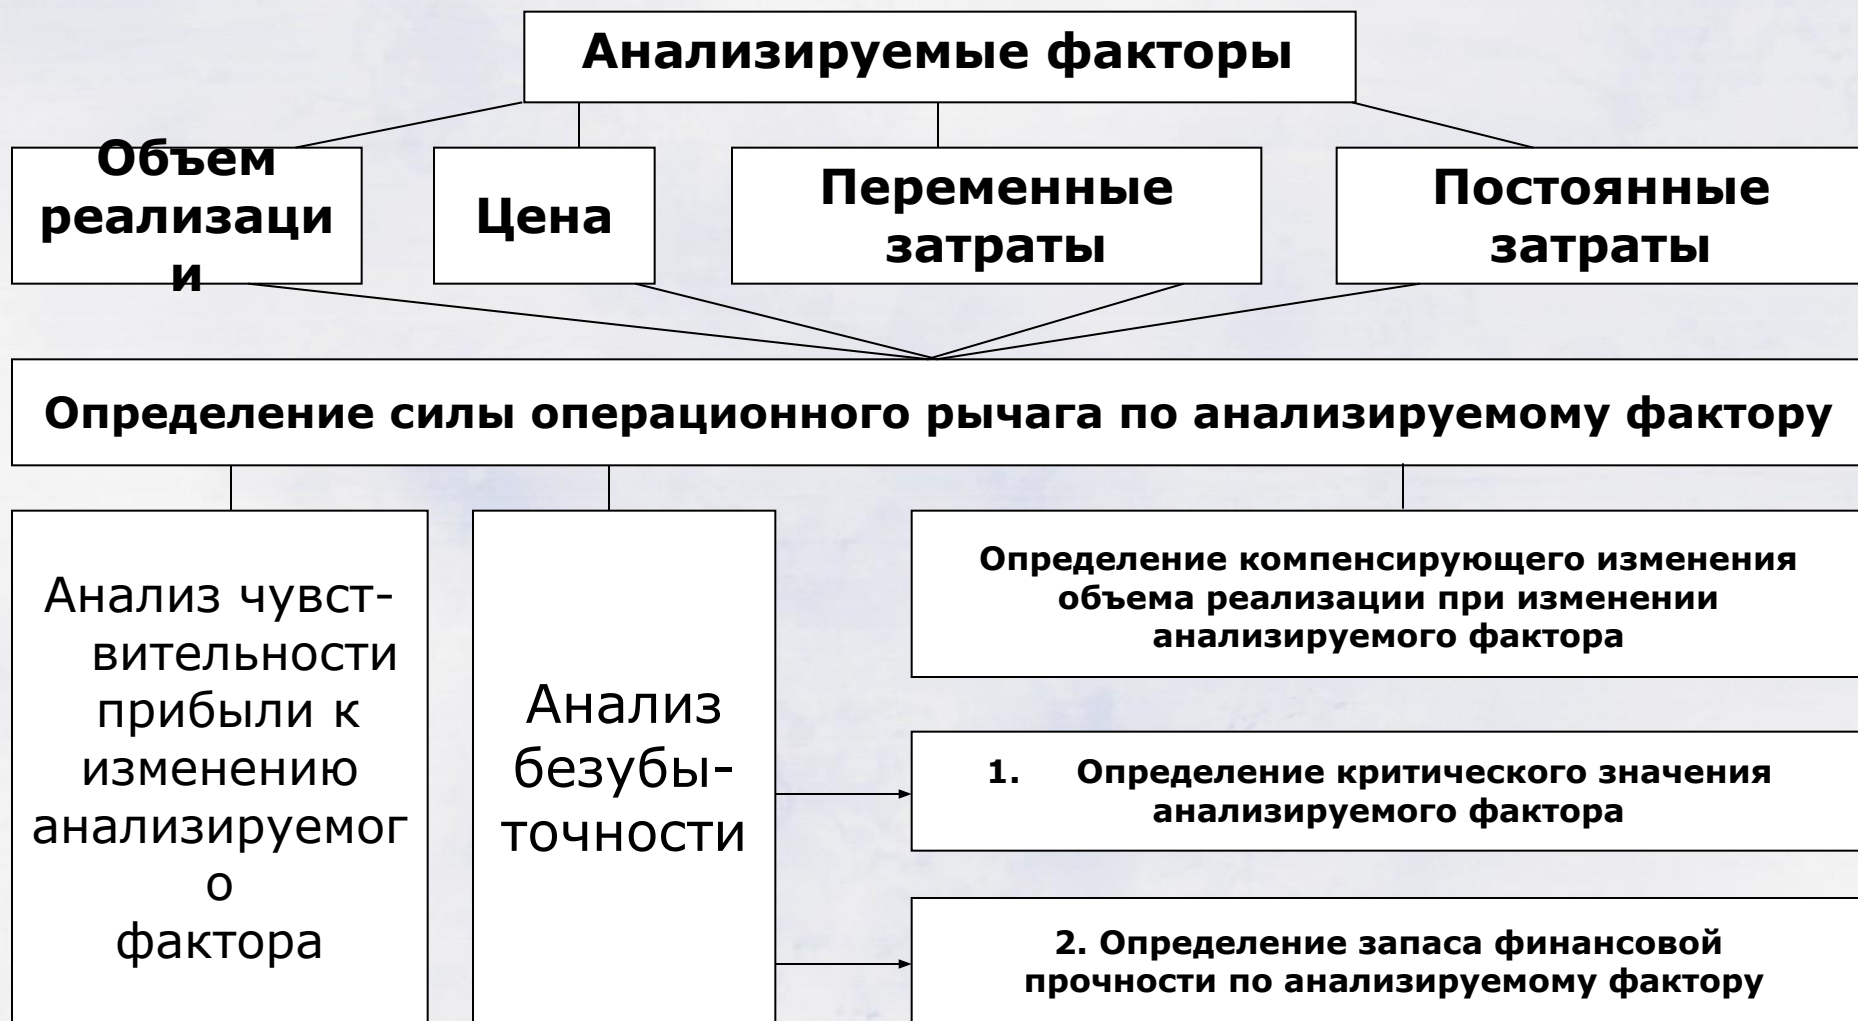 Анализируемые факторы
Объем
реализаци
и
Цена
Переменные
затраты
Постоянные
затраты
Определение силы операционного рычага по анализируемому фактору
Анализ чувст-
вительности
прибыли к
изменению
анализируемог
о
фактора
Анализ
безубы-
точности
Определение компенсирующего изменения
объема реализации при изменении
анализируемого фактора
1. Определение критического значения
анализируемого фактора
2. Определение запаса финансовой
прочности по анализируемому фактору